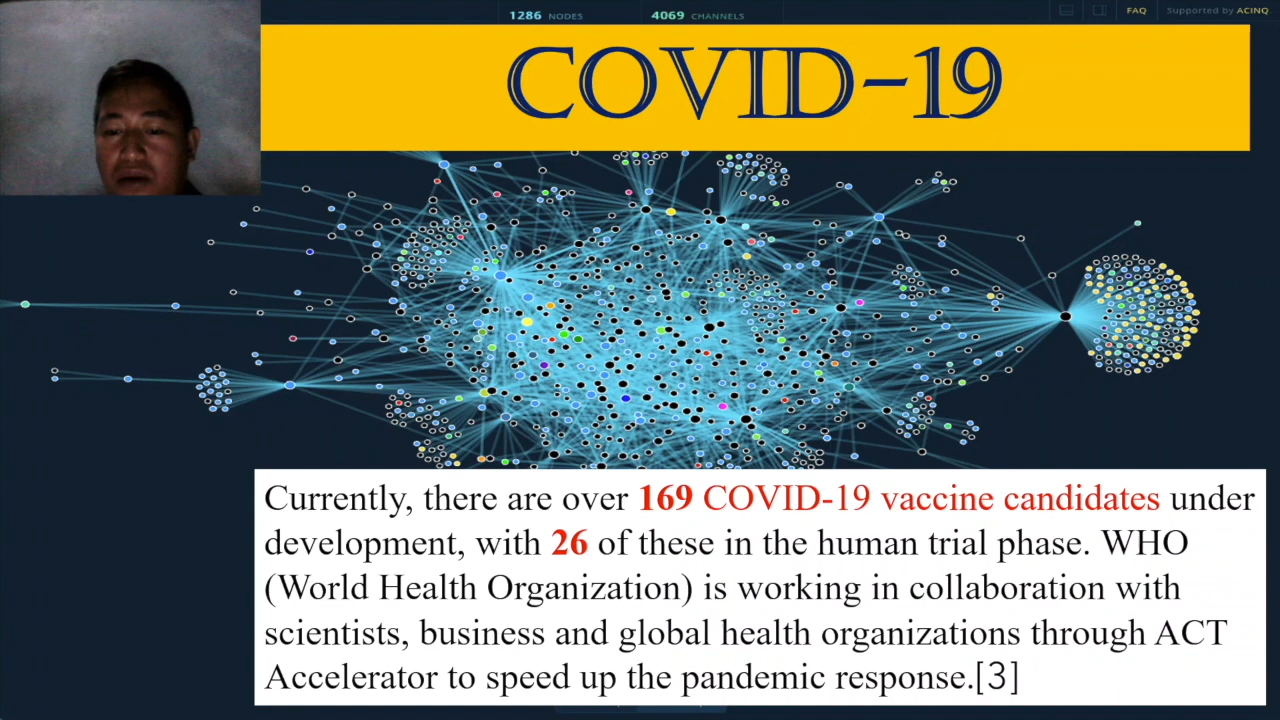 1286 NODES
4069 CHANNELS
FAQ
Supported by ACINQ
COVID-19
Currently, there are over 169 COVID-19 vaccine candidates under
development, with 26 of these in the human trial phase. WHO
(World Health Organization) is working in collaboration with
scientists, business and global health organizations through ACT
Accelerator to speed up the pandemic response.[3]